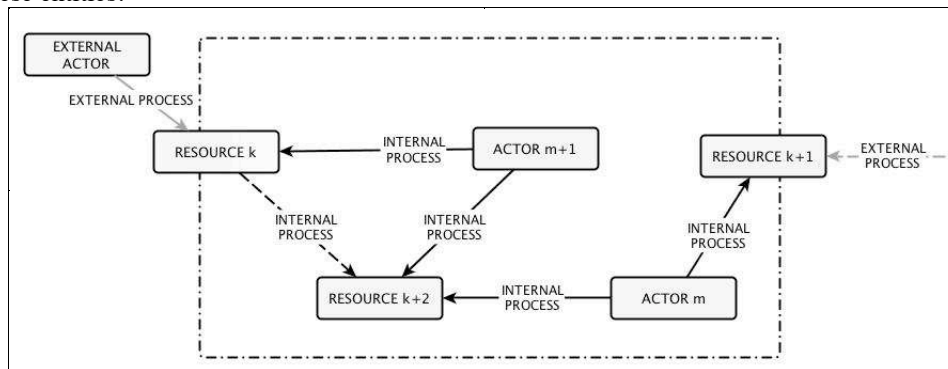 EXTERNAL
ACTOR
EXTERNAL PROCESS
RESOURCE k
INTERNAL
PROCESS
ACTOR m+1
RESOURCE k+1
EXTERNAL
PROCESS
INTERNAL
PROCESS
INTERNAL
PROCESS
INTERNAL
PROCESS
RESOURCE k+2
INTERNAL
PROCESS
ACTOR m